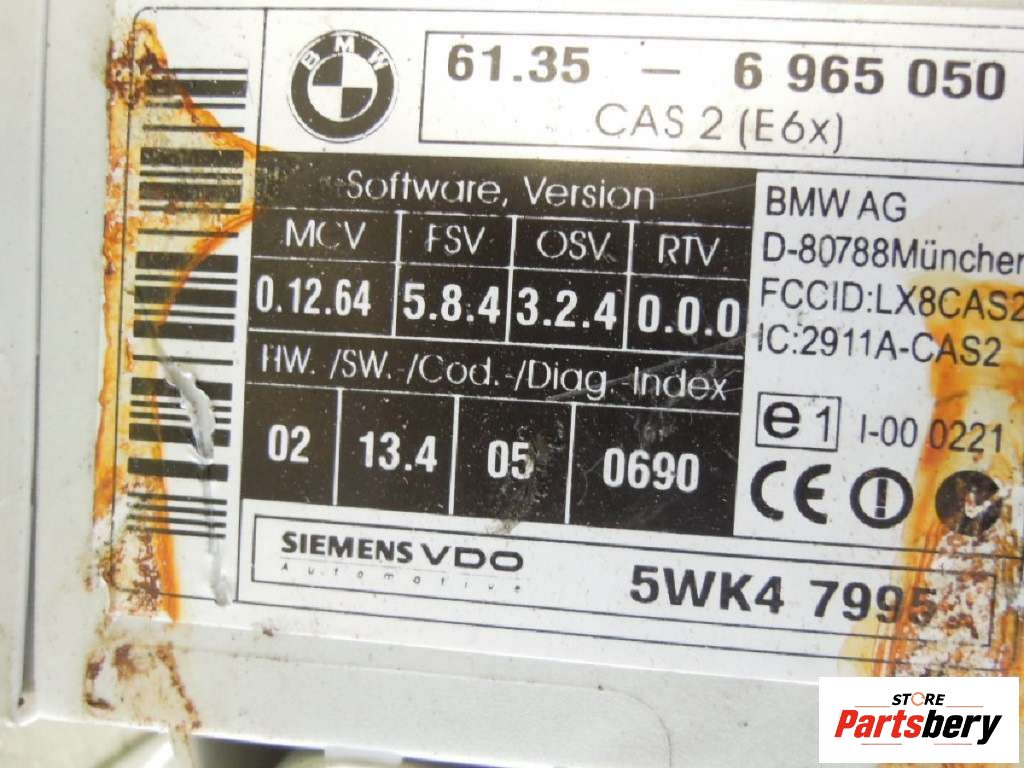 BMW
61.35 - 6 965 050
CAS 2 (E6x)
Software, Version
MCV FSV OSV RTV
0.12.64 5.8.4 3.2.4 0.0.0
HW. /SW. -/Cod. -/Diag. Index
02 13.4 05 0690
BMW AG
D-80788München
FCCID:LX8CAS2
IC:2911A-CAS2
e1 I-00 0221
CE
SIEMENS VDO
Automotive
5WK4 7995
STORE
Partsbery